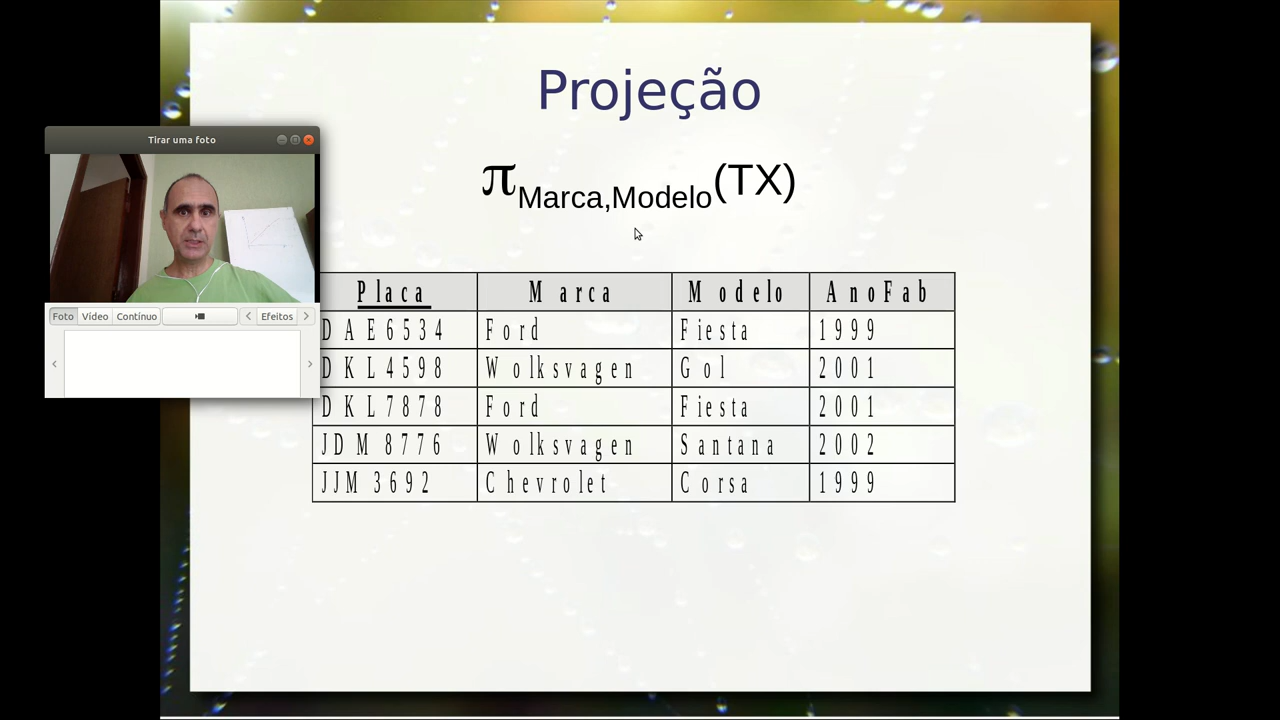 Projeção
πMarca,Modelo(TX)
Tirar uma foto
Foto Vídeo Contínuo Efeitos
Placa Marca Modelo AnoFab
DAE6534 Ford Fiesta 1999
DKL4598 Wolksvagen Gol 2001
DKL7878 Ford Fiesta 2001
JDM8776 Wolksvagen Santana 2002
JJM3692 Chevrolet Corsa 1999